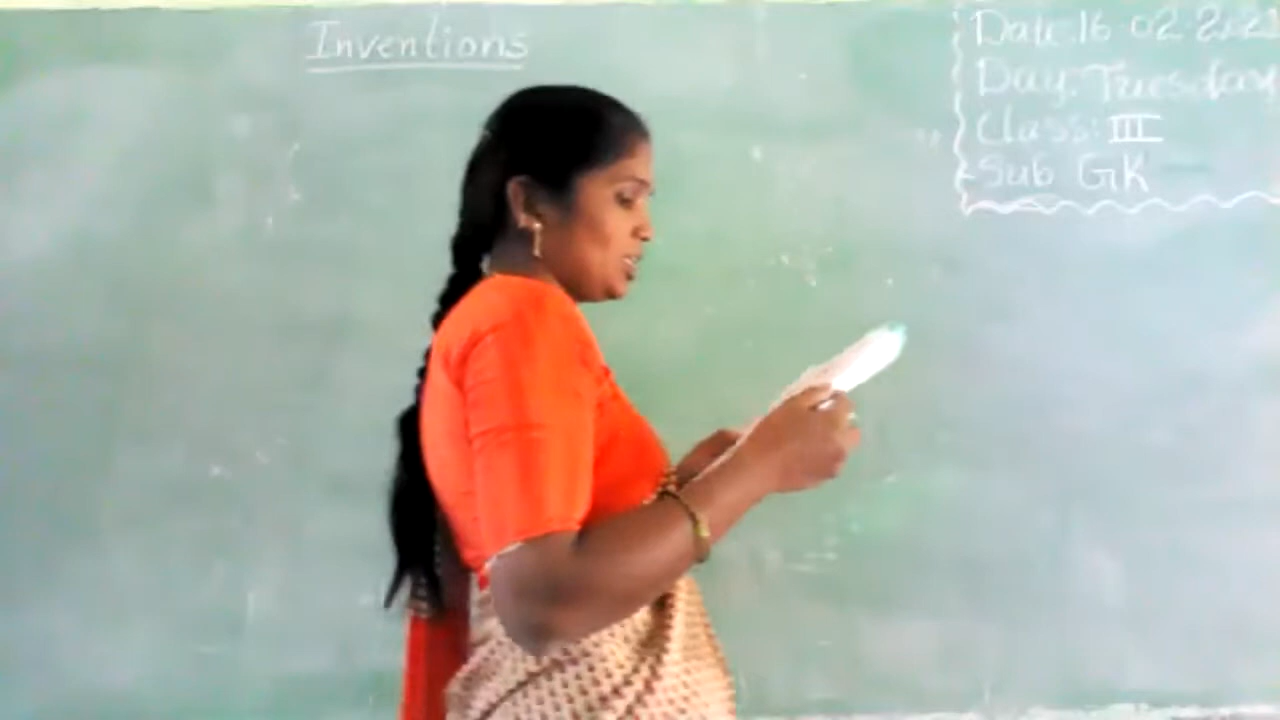 Inventions
Date: 16 02 2021
Day: Tuesday
Class: III
Sub GK